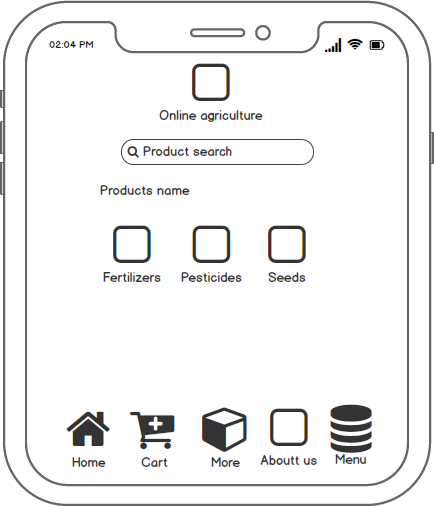 02:04 PM
Online agriculture
Product search
Products name
Fertilizers Pesticides Seeds
Home Cart More Aboutt us Menu